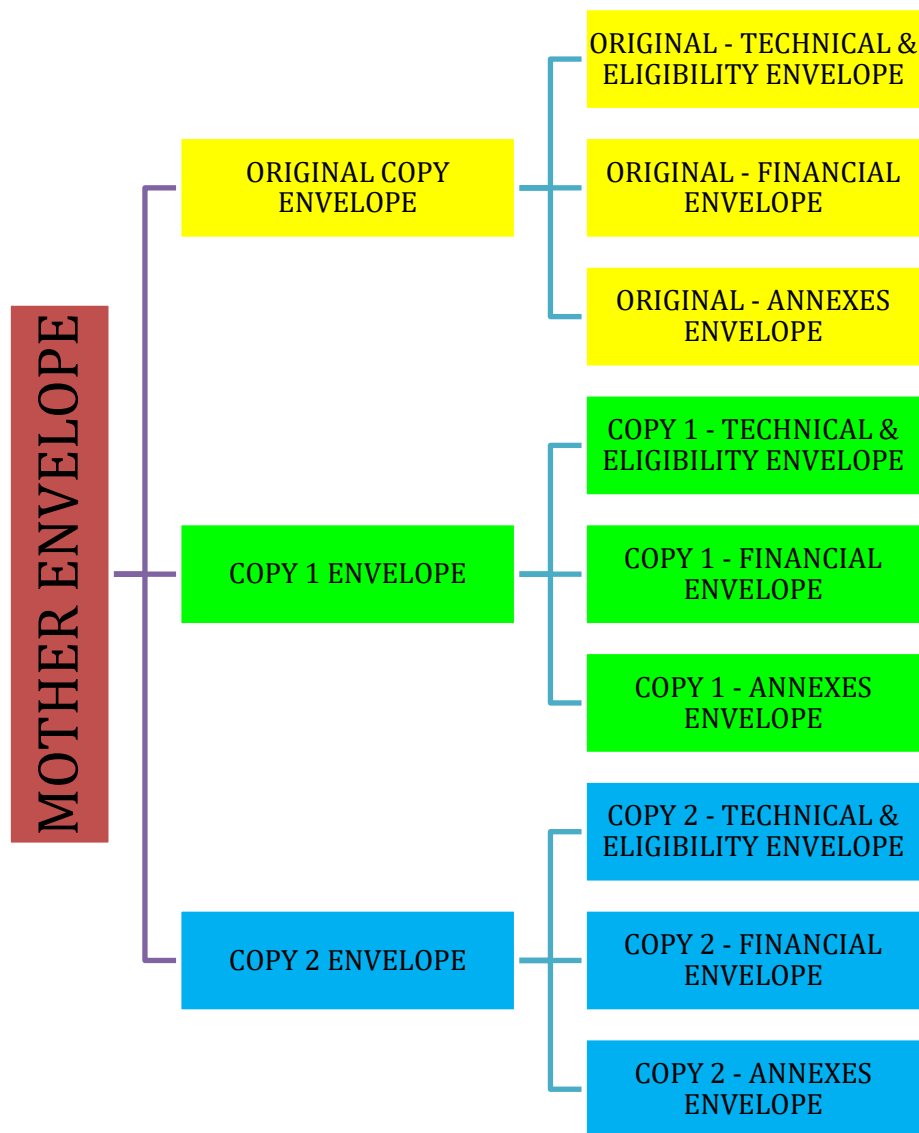 MOTHER ENVELOPE
ORIGINAL COPY
ENVELOPE
ORIGINAL - TECHNICAL &
ELIGIBILITY ENVELOPE
ORIGINAL - FINANCIAL
ENVELOPE
ORIGINAL - ANNEXES
ENVELOPE
COPY 1 ENVELOPE
COPY 1 - TECHNICAL &
ELIGIBILITY ENVELOPE
COPY 1 - FINANCIAL
ENVELOPE
COPY 1 - ANNEXES
ENVELOPE
COPY 2 ENVELOPE
COPY 2 - TECHNICAL &
ELIGIBILITY ENVELOPE
COPY 2 - FINANCIAL
ENVELOPE
COPY 2 - ANNEXES
ENVELOPE